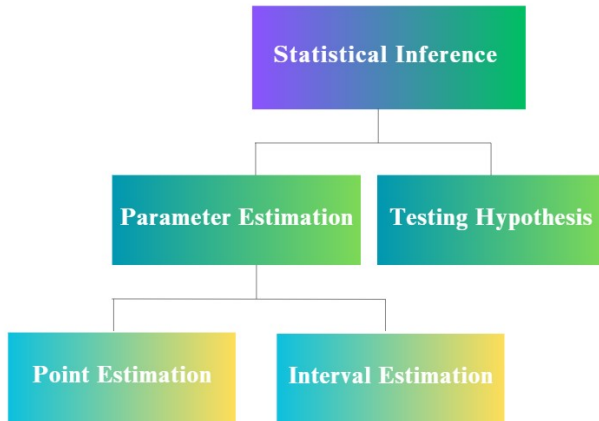 Statistical Inference
Parameter Estimation
Testing Hypothesis
Point Estimation
Interval Estimation